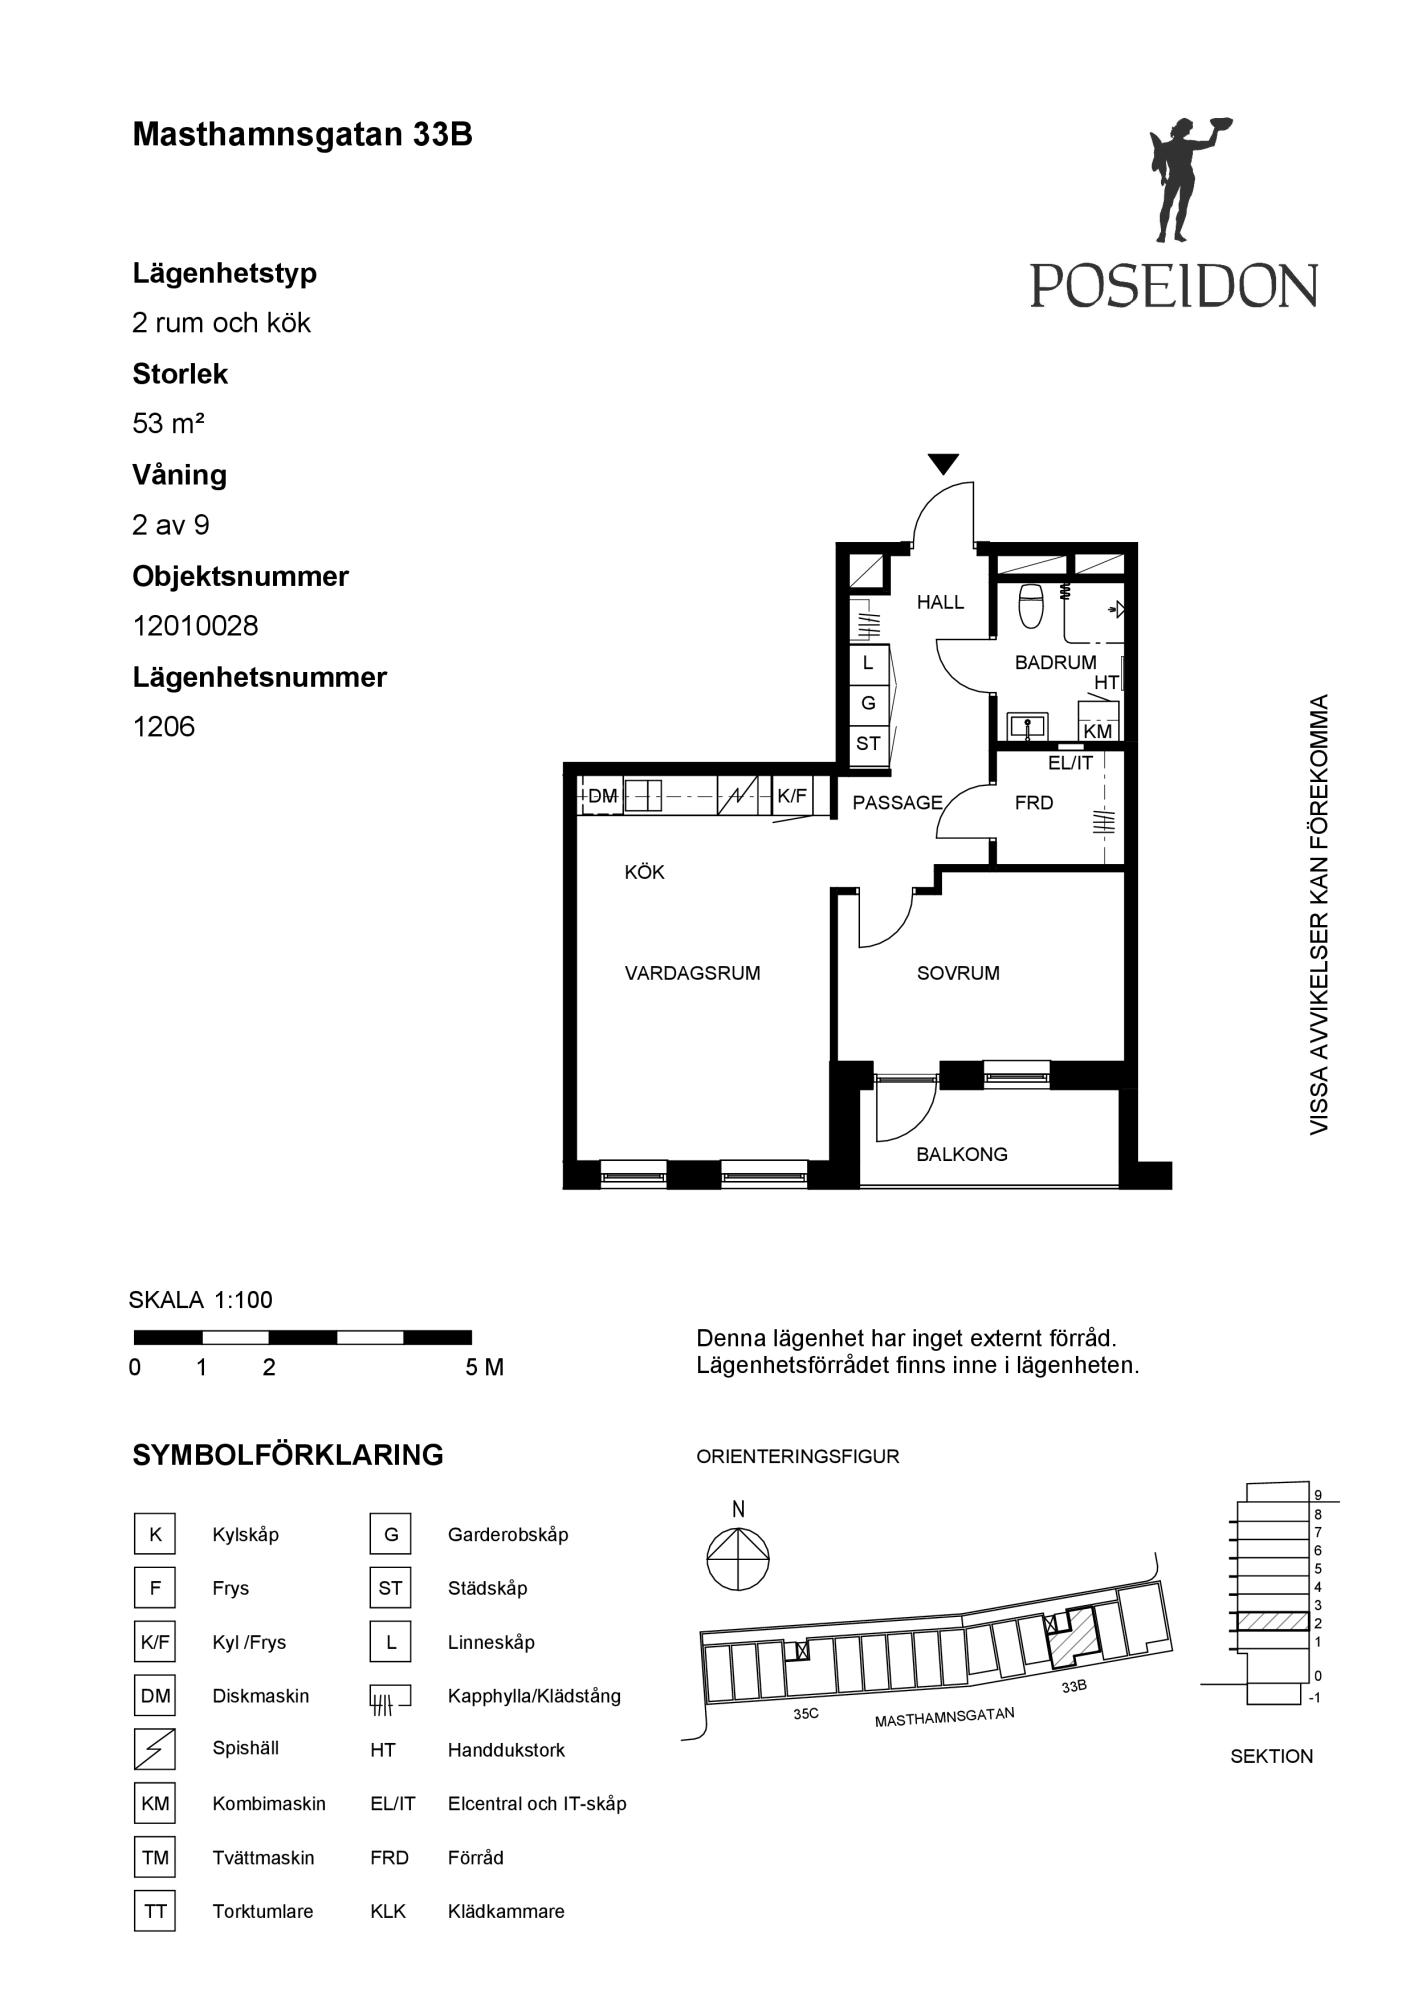 Masthamnsgatan 33B
POSEIDON
Lägenhetstyp
2 rum och kök
Storlek
53 m²
Våning
2 av 9
Objektsnummer
12010028
Lägenhetsnummer
1206
HALL
L
G
ST
BADRUM
HT
KM
EL/IT
DM
K/F
PASSAGE
FRD
KÖK
VARDAGSRUM
SOVRUM
BALKONG
VISSA AVVIKELSER KAN FÖREKOMMA
SKALA 1:100
0 1 2 5 M
Denna lägenhet har inget externt förråd.
Lägenhetsförrådet finns inne i lägenheten.
SYMBOLFÖRKLARING
K Kylskåp
F Frys
K/F Kyl /Frys
DM Diskmaskin
Spishäll
KM Kombimaskin
TM Tvättmaskin
TT Torktumlare
G Garderobskåp
ST Städskåp
L Linneskåp
Kapphylla/Klädstång
HT Handdukstork
EL/IT Elcentral och IT-skåp
FRD Förråd
KLK Klädkammare
ORIENTERINGSFIGUR
N
35C
MASTHAMNSGATAN
33B
9
8
7
6
5
4
3
2
1
0
-1
SEKTION